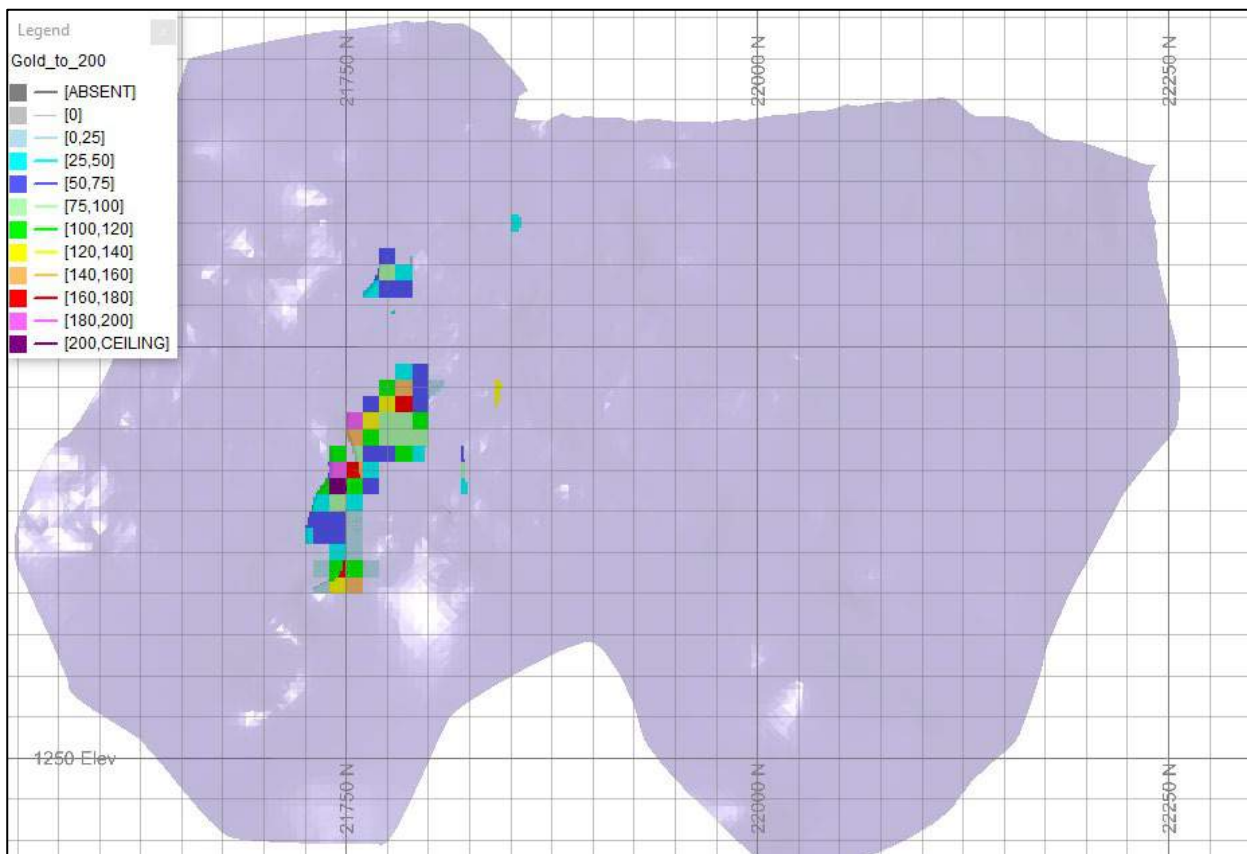 Legend
Gold_to_200
[ABSENT]
[0]
[0,25]
[25,50]
[50,75]
[75,100]
[100,120]
[120,140]
[140,160]
[160,180]
[180,200]
[200,CEILING]
21750 N
22000 N
22250 N
1250 Elev
21750 N
22000 N
22250 N